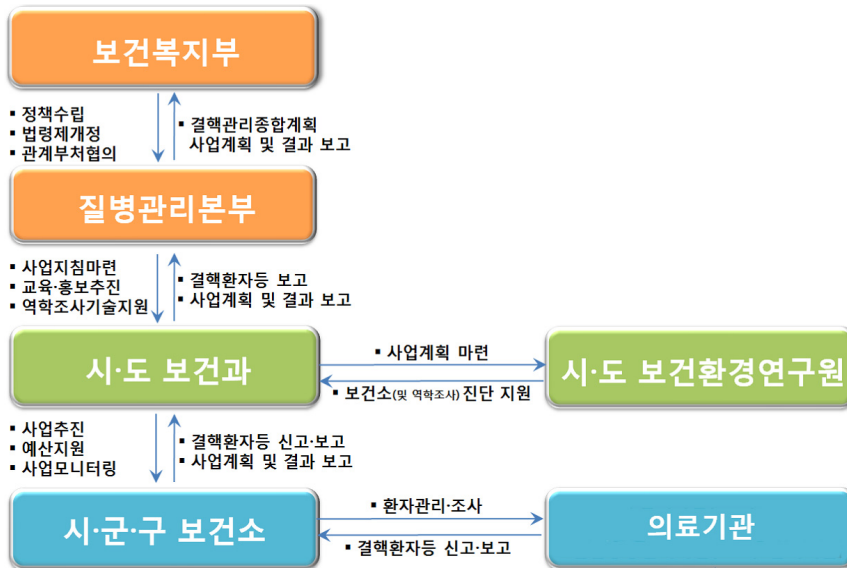 보건복지부
▪ 정책수립
▪ 법령제개정
▪ 관계부처협의
▪ 결핵관리종합계획
사업계획 및 결과 보고
질병관리본부
▪ 사업지침마련
▪ 교육·홍보추진
▪ 역학조사기술지원
▪ 결핵환자등 보고
▪ 사업계획 및 결과 보고
시·도 보건과
▪ 사업계획 마련
▪ 보건소(및 역학조사) 진단 지원
시·도 보건환경연구원
▪ 사업추진
▪ 예산지원
▪ 사업모니터링
▪ 결핵환자등 신고·보고
▪ 사업계획 및 결과 보고
시·군·구 보건소
▪ 환자관리·조사
▪ 결핵환자등 신고·보고
의료기관